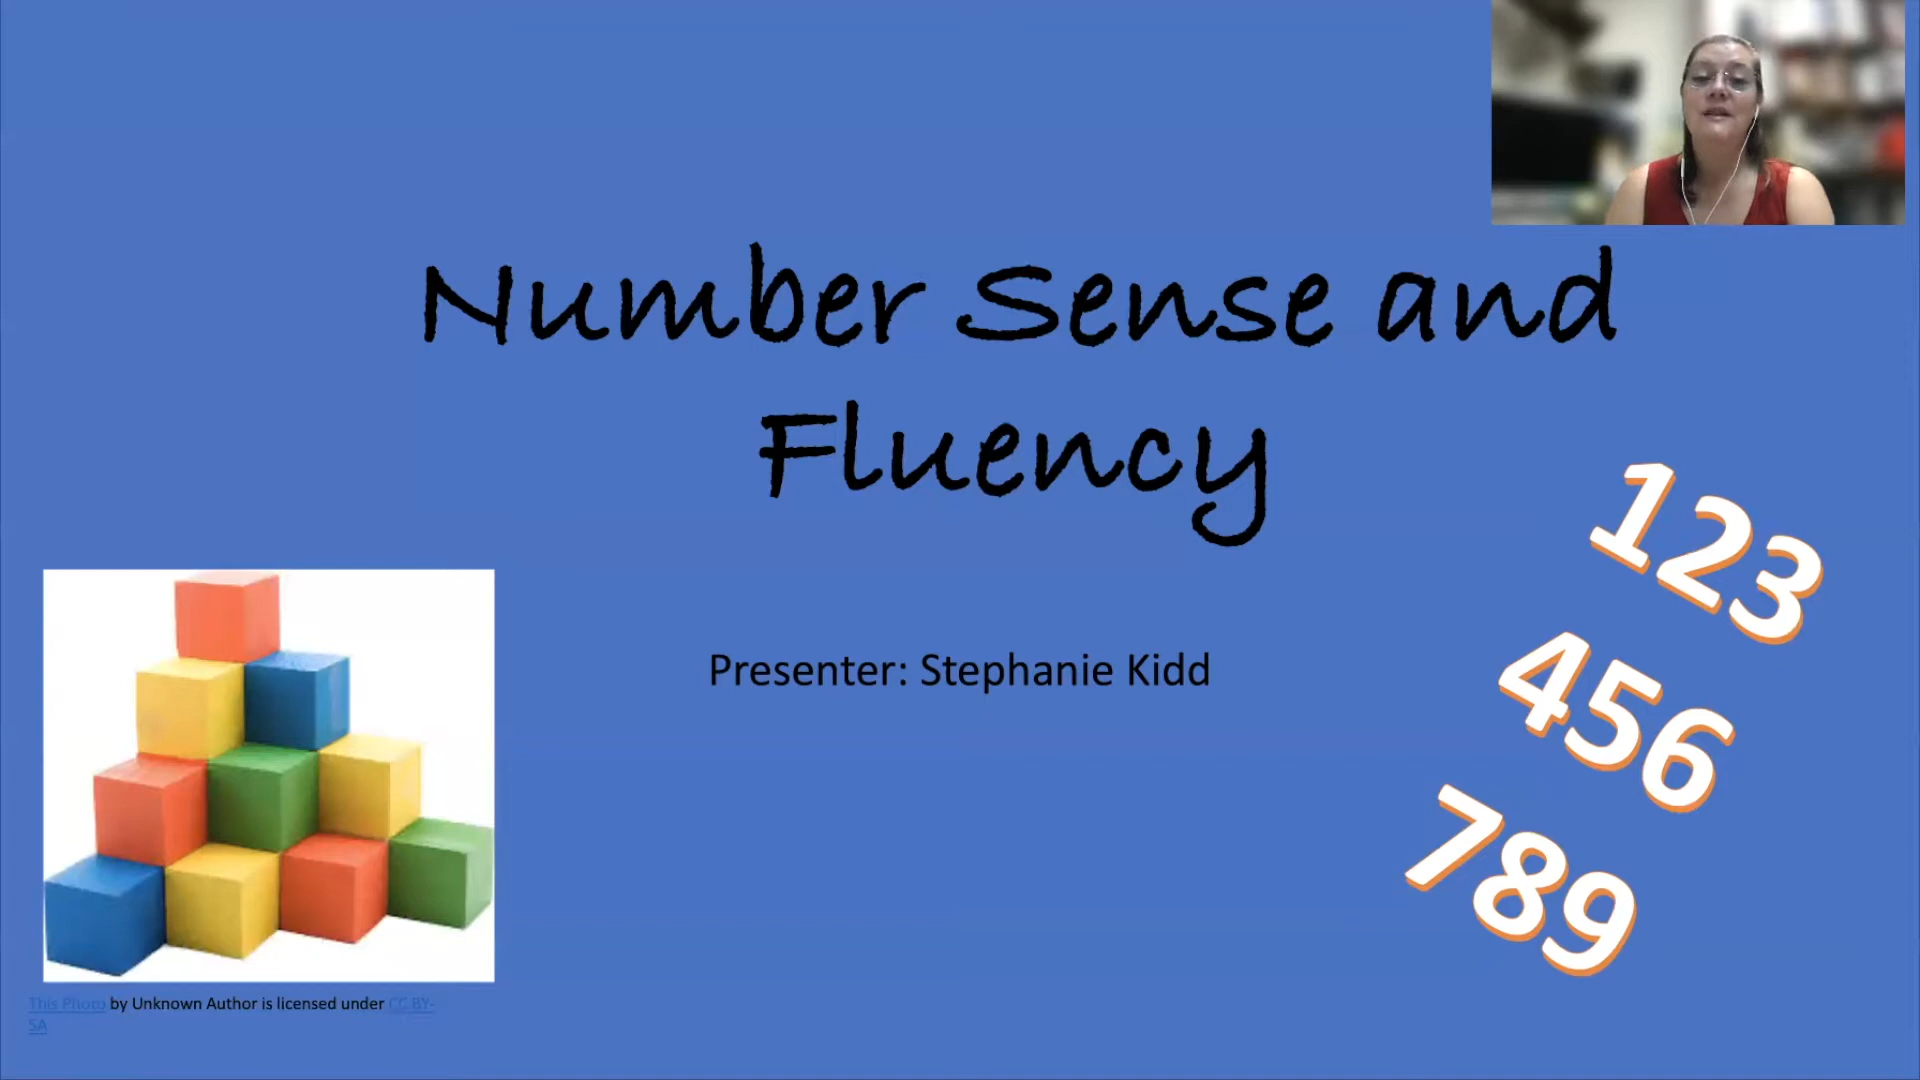 Number Sense and
Fluency
Presenter: Stephanie Kidd
123
456
789
This Photo by Unknown Author is licensed under CC BY-
SA